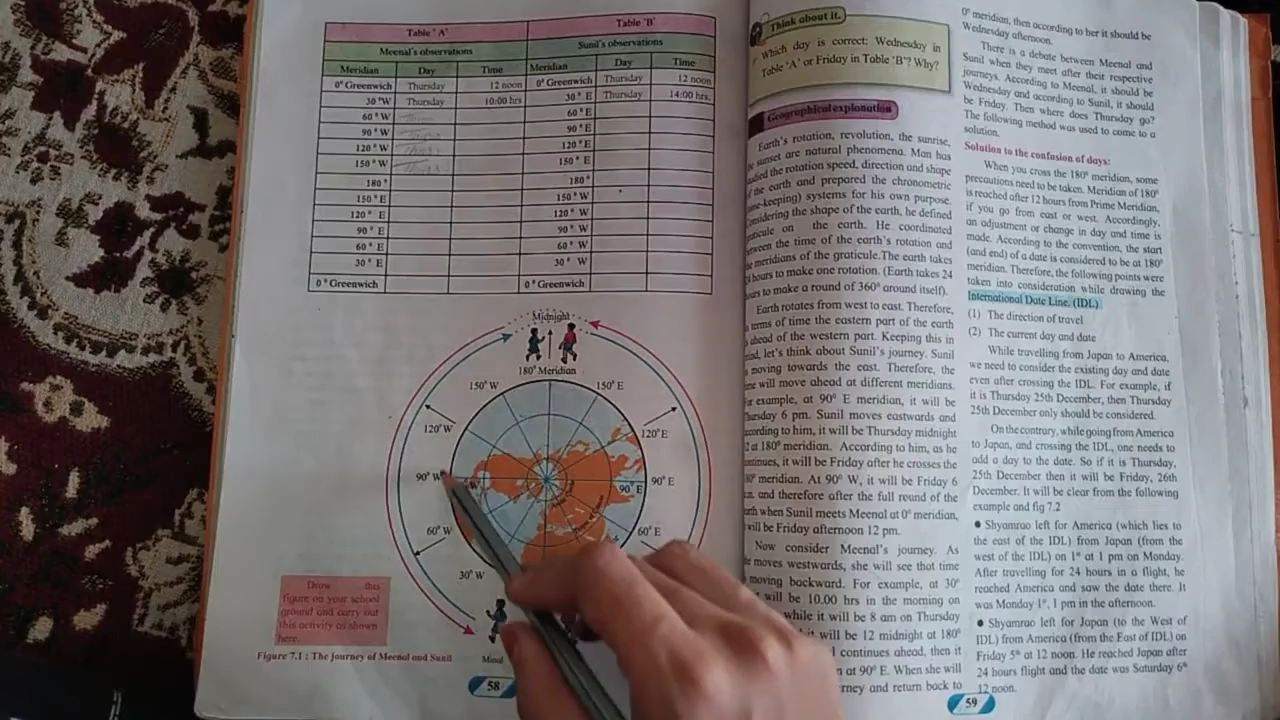 Table 'A'
Table 'B'
Meenal's observations
Sunil's observations
Meridian Day Time Meridian Day Time
0° Greenwich Thursday 12 noon 0° Greenwich Thursday 12 noon
30 °W Thursday 10:00 hrs 30° E Thursday 14:00 hrs.
60° W 60° E
90° W 90° E
120° W 120° E
150° W 150° E
180° 180°
150° E 150° W
120° E 120° W
90° E 90° W
60° E 60° W
30° E 30° W
0° Greenwich 0° Greenwich
Midnight
180° Meridian
150° W 150° E
120° W 120° E
90° W 90° E 90° E
60° W 60° E
30° W
Draw this
figure on your school
ground and carry out
this activity as shown
here.
Figure 7.1 : The journey of Meenal and Sunil
58
Think about it.
Which day is correct: Wednesday in
Table 'A' or Friday in Table 'B'? Why?
Geographical explanation
Earth's rotation, revolution, the sunrise,
sunset are natural phenomena. Man has
the rotation speed, direction and shape
the earth and prepared the chronometric
systems for his own purpose.
the shape of the earth, he defined
on the earth. He coordinated
the time of the earth's rotation and
meridians of the graticule.The earth takes
hours to make one rotation. (Earth takes 24
to make a round of 360° around itself).
Earth rotates from west to east. Therefore,
terms of time the eastern part of the earth
ahead of the western part. Keeping this in
let's think about Sunil's journey. Sunil
moving towards the east. Therefore, the
will move ahead at different meridians.
example, at 90° E meridian, it will be
6 pm. Sunil moves eastwards and
to him, it will be Thursday midnight
at 180° meridian. According to him, as he
it will be Friday after he crosses the
meridian. At 90° W, it will be Friday 6
and therefore after the full round of the
when Sunil meets Meenal at 0° meridian,
will be Friday afternoon 12 pm.
Now consider Meenal's journey. As
moves westwards, she will see that time
moving backward. For example, at 30°
will be 10.00 hrs in the morning on
while it will be 8 am on Thursday
it will be 12 midnight at 180°
continues ahead, then it
at 90° E. When she will
and return back to
0° meridian, then according to her it should be
Wednesday afternoon.
There is a debate between Meenal and
Sunil when they meet after their respective
journeys. According to Meenal, it should be
Wednesday and according to Sunil, it should
be Friday. Then where does Thursday go?
The following method was used to come to a
solution.
Solution to the confusion of days:
When you cross the 180° meridian, some
precautions need to be taken. Meridian of 180°
is reached after 12 hours from Prime Meridian,
if you go from east or west. Accordingly,
an adjustment or change in day and time is
made. According to the convention, the start
(and end) of a date is considered to be at 180°
meridian. Therefore, the following points were
taken into consideration while drawing the
International Date Line. (IDL)
(1) The direction of travel
(2) The current day and date
While travelling from Japan to America,
we need to consider the existing day and date
even after crossing the IDL. For example, if
it is Thursday 25th December, then Thursday
25th December only should be considered.
On the contrary, while going from America
to Japan, and crossing the IDL, one needs to
add a day to the date. So if it is Thursday,
25th December then it will be Friday, 26th
December. It will be clear from the following
example and fig 7.2
● Shyamrao left for America (which lies to
the east of the IDL) from Japan (from the
west of the IDL) on 1st at 1 pm on Monday.
After travelling for 24 hours in a flight, he
reached America and saw the date there. It
was Monday 1st, 1 pm in the afternoon.
● Shyamrao left for Japan (to the West of
IDL) from America (from the East of IDL) on
Friday 5th at 12 noon. He reached Japan after
24 hours flight and the date was Saturday 6th
12 noon.
59